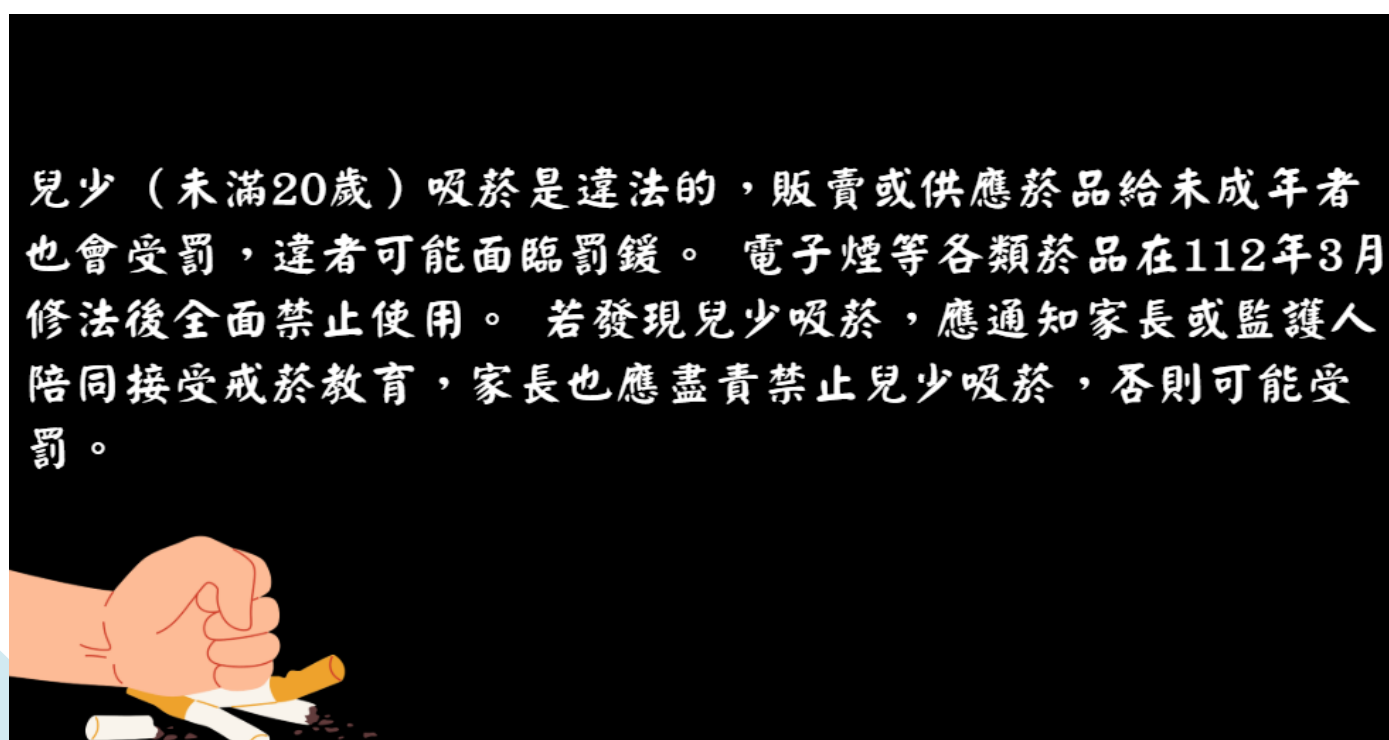 兒少（未滿20歲）吸菸是違法的，販賣或供應菸品給未成年者
也會受罰，違者可能面臨罰鍰。 電子煙等各類菸品在112年3月
修法後全面禁止使用。 若發現兒少吸菸，應通知家長或監護人
陪同接受戒菸教育，家長也應盡責禁止兒少吸菸，否則可能受
罰。